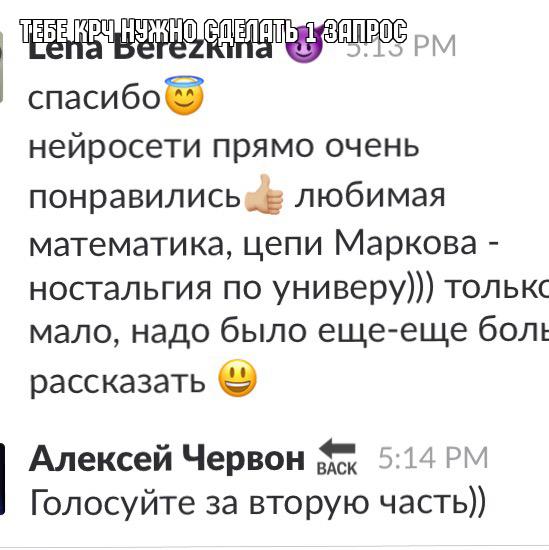 ТЕБЕ КРЧ НУЖНО СДЕЛАТЬ 1 ЗАПРОС
Lena Berezkina 😈 5:13 PM
спасибо😇
нейросети прямо очень
понравились👍🏼 любимая
математика, цепи Маркова -
ностальгия по универу))) только
мало, надо было еще-еще боль
рассказать 😃
Алексей Червон 🔙 5:14 PM
Голосуйте за вторую часть))